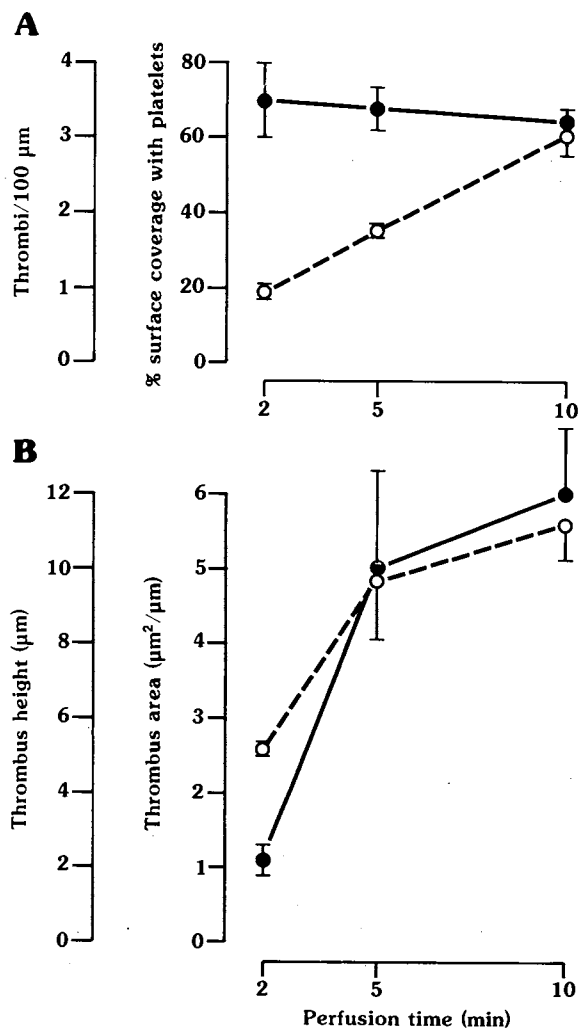 A
Thrombi/100 μm
4
3
2
1
0
% surface coverage with platelets
80
60
40
20
0
2 5 10
B
Thrombus height (μm)
12
10
8
6
4
2
0
Thrombus area (μm²/μm)
6
5
4
3
2
1
0
2 5 10
Perfusion time (min)